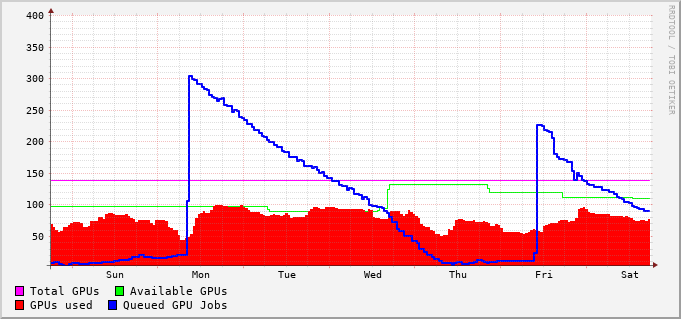 400
350
300
250
200
150
100
50
Sun Mon Tue Wed Thu Fri Sat
Total GPUs Available GPUs
GPUs used Queued GPU Jobs
RRDTOOL / TOBI OETIKER